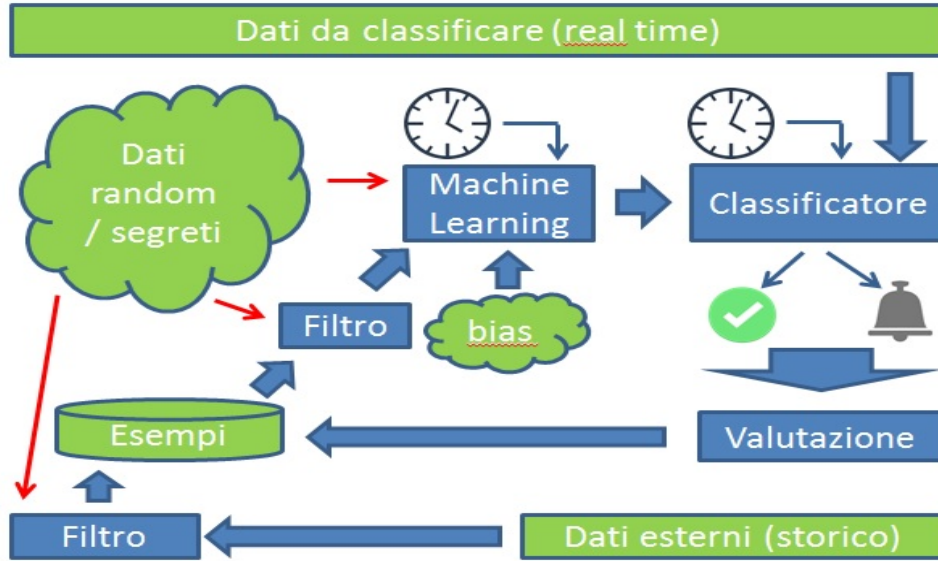 Dati da classificare (real time)
Dati
random
/ segreti
Machine
Learning
Classificatore
Filtro
bias
Esempi
Valutazione
Filtro
Dati esterni (storico)